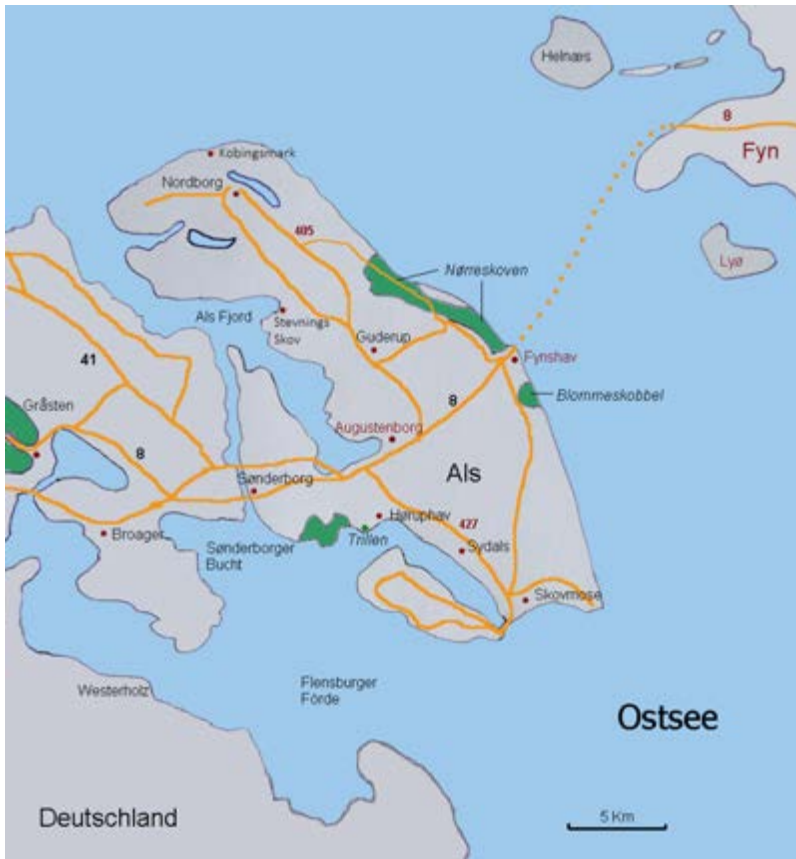 Helnæs
8
Fyn
Kobingsmark
Nordborg
Lyø
405
Nørreskoven
Als Fjord
Stevnings
Skov
Guderup
Fynshav
41
Blommeskobbel
8
Gråsten
Augustenborg
8
Als
Sønderborg
Høruphav
427
Broager
Sønderborger
Bucht
Trillen
Sydals
Skovmose
Westerholz
Flensburger
Förde
Ostsee
Deutschland
5 Km